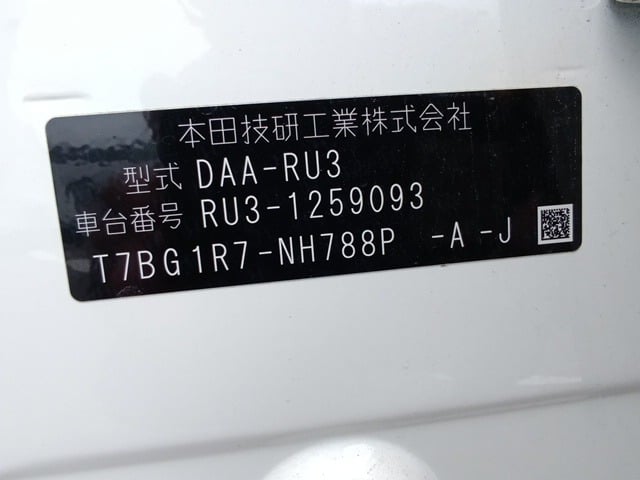 本田技研工業株式会社
型式 DAA-RU3
車台番号 RU3-1259093
T7BG1R7-NH788P -A -J